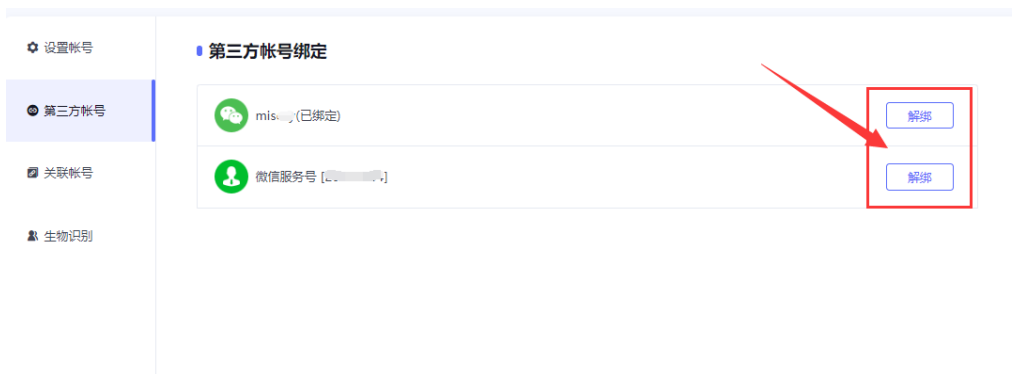 设置帐号
第三方帐号
关联帐号
生物识别
第三方帐号绑定
(已绑定)
解绑
微信服务号
解绑